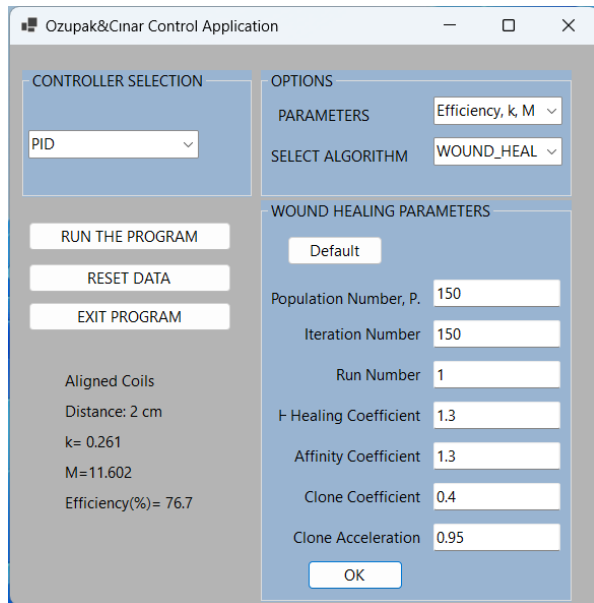 Ozupak&Cınar Control Application
CONTROLLER SELECTION
PID
RUN THE PROGRAM
RESET DATA
EXIT PROGRAM
Aligned Coils
Distance: 2 cm
k= 0.261
M=11.602
Efficiency(%)= 76.7
OPTIONS
PARAMETERS Efficiency, k, M
SELECT ALGORITHM WOUND_HEAL
WOUND HEALING PARAMETERS
Default
Population Number, P. 150
Iteration Number 150
Run Number 1
Healing Coefficient 1.3
Affinity Coefficient 1.3
Clone Coefficient 0.4
Clone Acceleration 0.95
OK